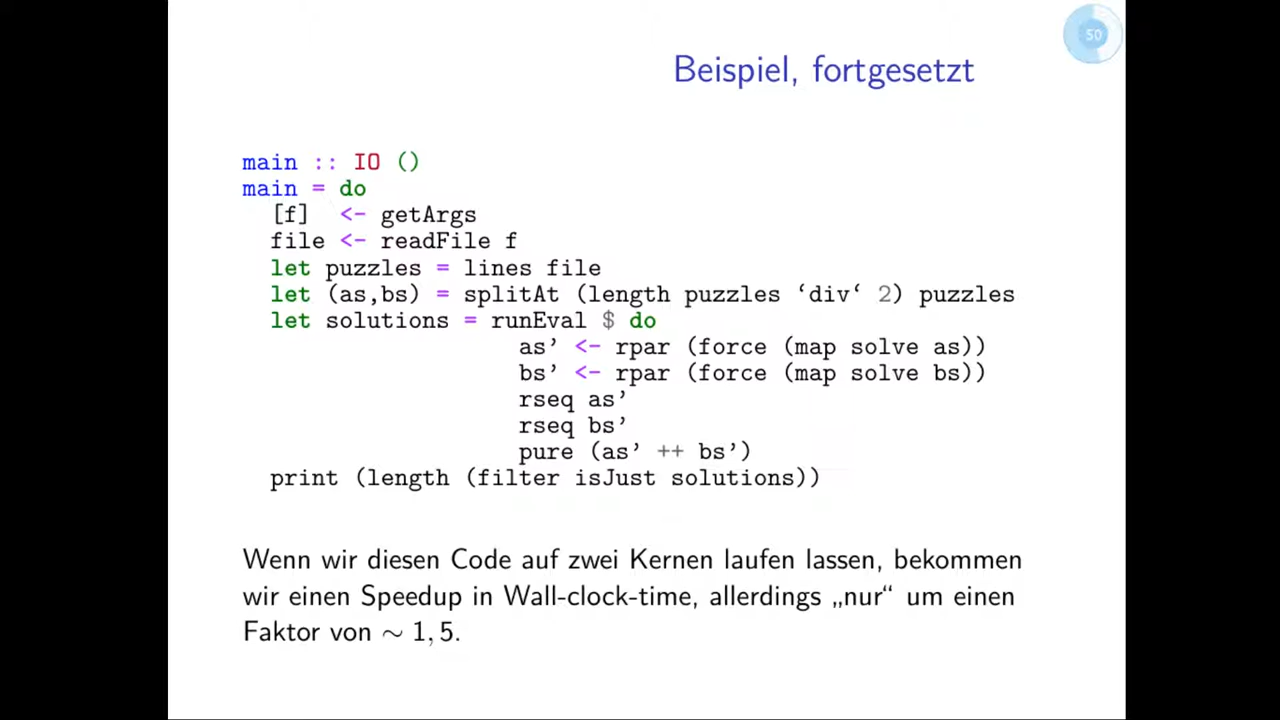 50
Beispiel, fortgesetzt
main :: IO ()
main = do
  [f]  <- getArgs
  file <- readFile f
  let puzzles = lines file
  let (as,bs) = splitAt (length puzzles ‘div‘ 2) puzzles
  let solutions = runEval $ do
                    as’ <- rpar (force (map solve as))
                    bs’ <- rpar (force (map solve bs))
                    rseq as’
                    rseq bs’
                    pure (as’ ++ bs’)
  print (length (filter isJust solutions))
Wenn wir diesen Code auf zwei Kernen laufen lassen, bekommen
wir einen Speedup in Wall-clock-time, allerdings „nur“ um einen
Faktor von ∼ 1, 5.